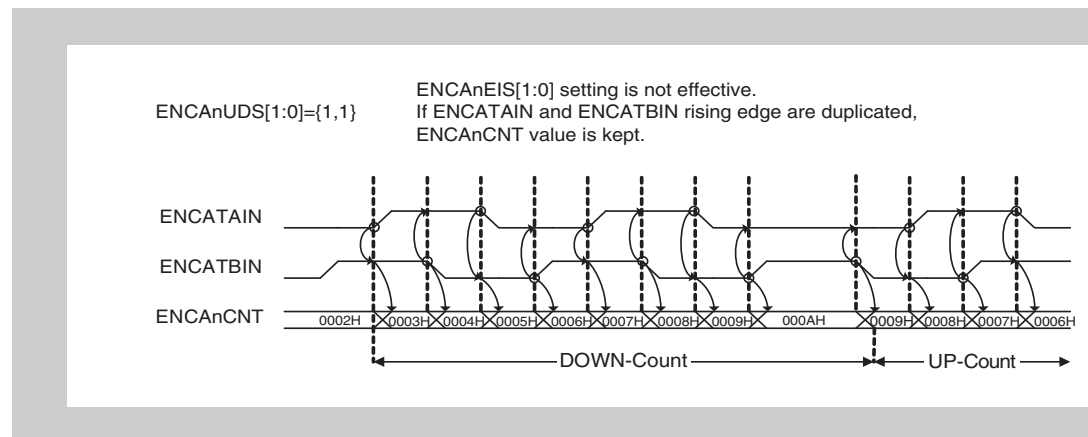 ENCAnUDS[1:0]={1,1}
ENCAnEIS[1:0] setting is not effective.
If ENCATAIN and ENCATBIN rising edge are duplicated,
ENCAnCNT value is kept.
ENCATAIN
ENCATBIN
ENCAnCNT
0002H 0003H 0004H 0005H 0006H 0007H 0008H 0009H 000AH 0009H 0008H 0007H 0006H
DOWN-Count UP-Count